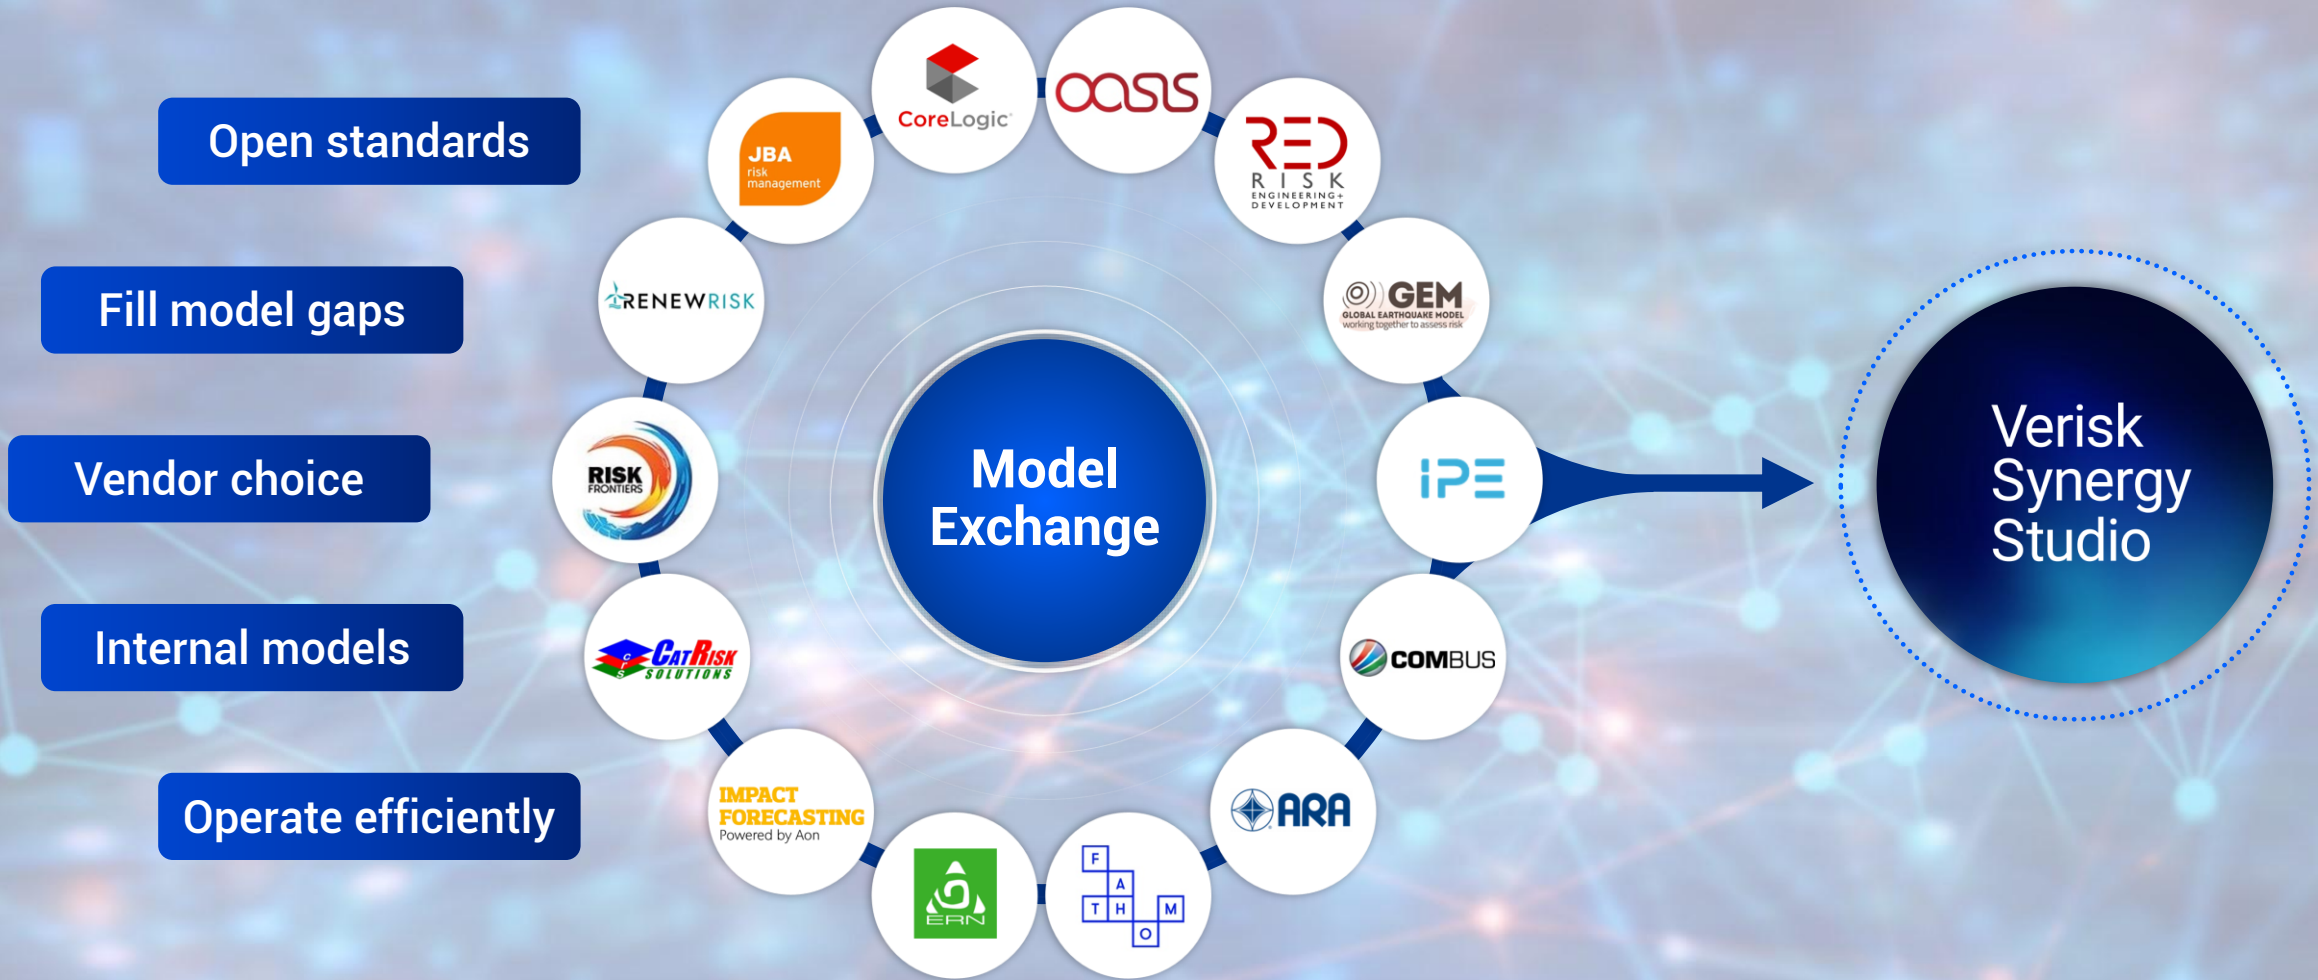 Open standards
Fill model gaps
Vendor choice
Internal models
Operate efficiently
CoreLogic
OASIS
JBA
risk
management
RED
RISK
ENGINEERING+
DEVELOPMENT
RENEWRISK
GEM
GLOBAL EARTHQUAKE MODEL
working together to assess risk
RISK
FRONTIERS
Model
Exchange
IPE
Verisk
Synergy
Studio
crs
CATRISK
SOLUTIONS
COMBUS
IMPACT
FORECASTING
Powered by Aon
ARA
ERN
FATHOM